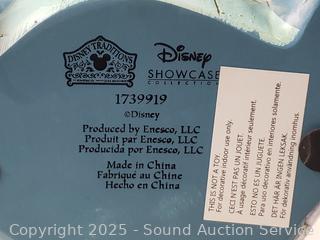 DISNEY TRADITIONS
Disney
SHOWCASE
COLLECTION
1739919
©Disney
Produced by Enesco, LLC
Produit par Enesco, LLC
Producida por Enesco, LLC
Made in China
Fabriqué au Chine
Hecho en China
THIS IS NOT A TOY.
For decorative indoor use only.
CECI N'EST PAS UN JOUET.
A usage décoratif intérieur seulement.
ESTO NO ES UN JUGUETE.
Para uso decorativo en interiores solamente.
DET HÄR ÄR INGEN LEKSAK.
För dekorativ användning inomhus.
Copyright 2025 - Sound Auction Service